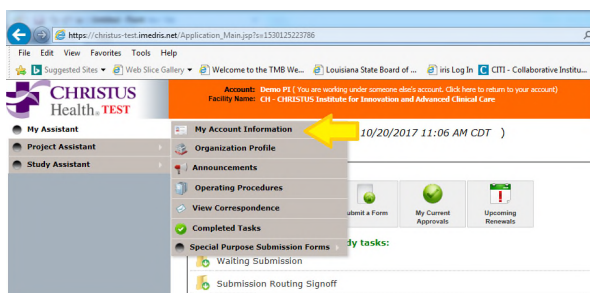 https://christus-test.imedris.net/Application_Main.jsp?s=1530125223786
File Edit View Favorites Tools Help
Suggested Sites Web Slice Gallery Welcome to the TMB We... Louisiana State Board of ... iris Log In CITI - Collaborative Institu...
CHRISTUS
Health. TEST
Account: Demo PI ( You are working under someone else's account. Click here to return to your account)
Facility Name: CH - CHRISTUS Institute for Innovation and Advanced Clinical Care
My Assistant
Project Assistant
Study Assistant
My Account Information
Organization Profile
Announcements
Operating Procedures
View Correspondence
Completed Tasks
Special Purpose Submission Forms
10/20/2017 11:06 AM CDT )
ubmit a Form
My Current Approvals
Upcoming Renewals
dy tasks:
Waiting Submission
Submission Routing Signoff